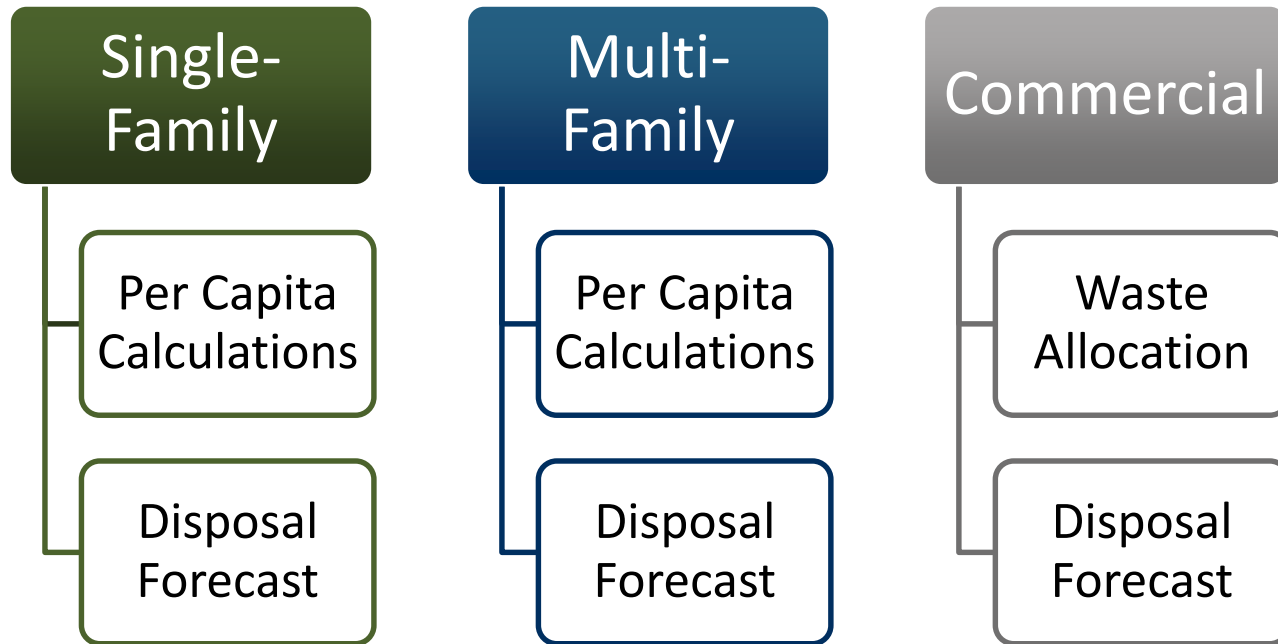 Single-
Family
Per Capita
Calculations
Disposal
Forecast
Multi-
Family
Per Capita
Calculations
Disposal
Forecast
Commercial
Waste
Allocation
Disposal
Forecast